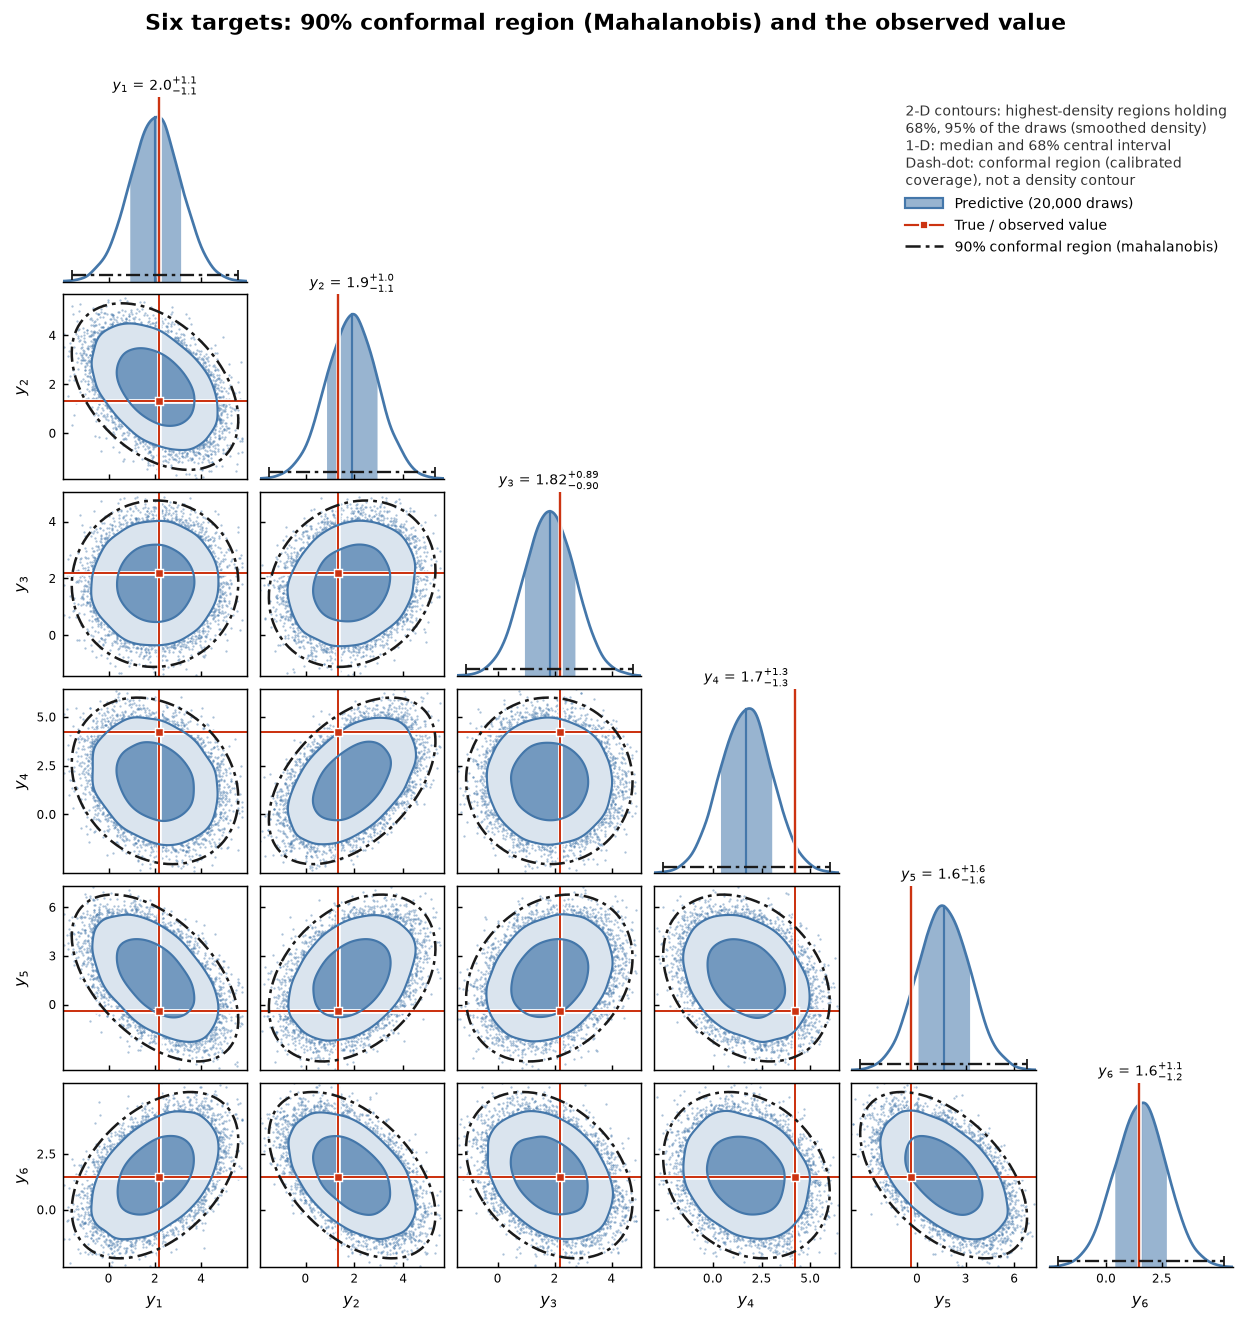 Six targets: 90% conformal region (Mahalanobis) and the observed value
y₁ = 2.0+1.1−1.1
2-D contours: highest-density regions holding
68%, 95% of the draws (smoothed density)
1-D: median and 68% central interval
Dash-dot: conformal region (calibrated
coverage), not a density contour
Predictive (20,000 draws)
True / observed value
90% conformal region (mahalanobis)
y₂ = 1.9+1.0−1.1
4
2
0
y₂
y₃ = 1.82+0.89−0.90
4
2
0
y₃
y₄ = 1.7+1.3−1.3
5.0
2.5
0.0
y₄
y₅ = 1.6+1.6−1.6
6
3
0
y₅
y₆ = 1.6+1.1−1.2
2.5
0.0
y₆
0 2 4 0 2 4 0 2 4 0.0 2.5 5.0 0 3 6 0.0 2.5
y₁ y₂ y₃ y₄ y₅ y₆